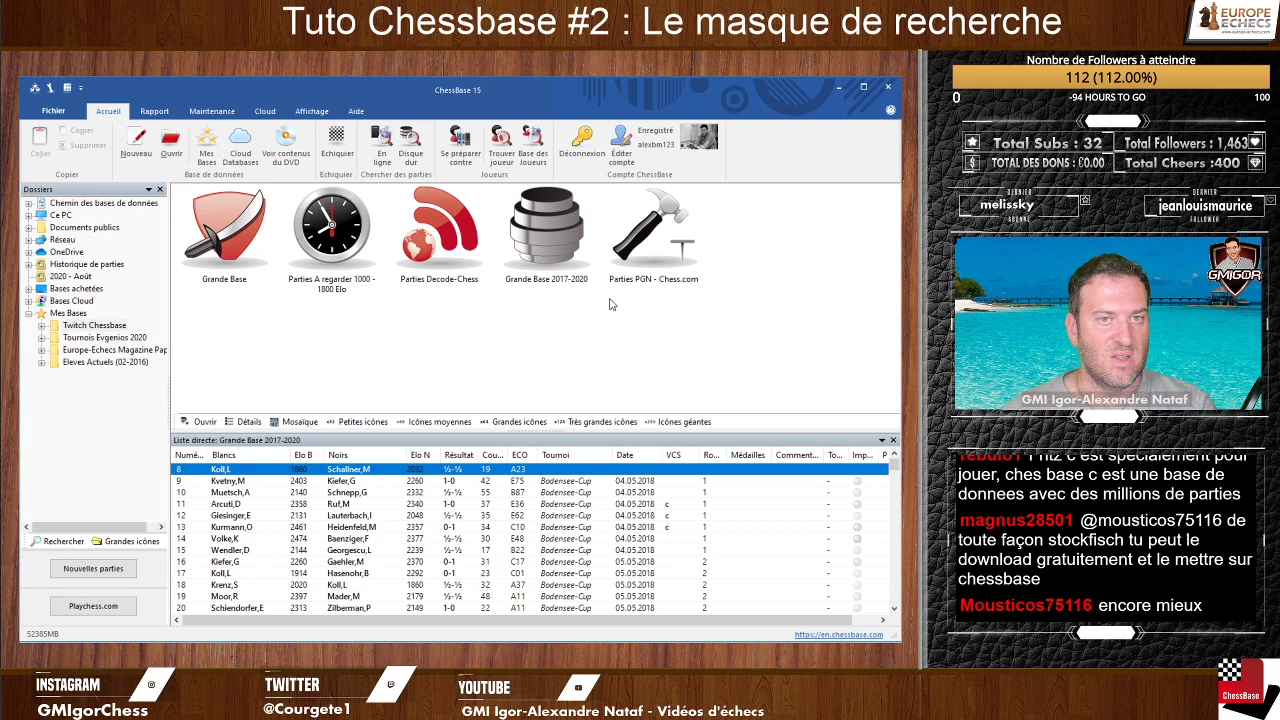 Tuto Chessbase #2 : Le masque de recherche
EUROPE
ECHECS
www.europe-echecs.com
Nombre de Followers à atteindre
112 (112.00%)
0 -94 HOURS TO GO 100
Total Subs : 32
Total Followers : 1,463
TOTAL DES DONS : €0.00
Total Cheers :400
DERNIER
melissky
ABONNÉ
DERNIER
jeanlouismaurice
FOLLOWER
ChessBase 15
Fichier Accueil Rapport Maintenance Cloud Affichage Aide
Coller
Copier
Supprimer
Nouveau
Ouvrir
Mes Bases
Cloud Databases
Voir contenus du DVD
Echiquier
En ligne
Disque dur
Se préparer contre
Trouver joueur
Base des Joueurs
Déconnexion
Éditer compte
Enregistré
alexbm123
Copier
Base de données
Echiquier
Chercher des parties
Joueurs
Compte ChessBase
Dossiers
Chemin des bases de données
Ce PC
Documents publics
Réseau
OneDrive
Historique de parties
2020 - Août
Bases achetées
Bases Cloud
Mes Bases
Twitch Chessbase
Tournois Evgenios 2020
Europe-Echecs Magazine Pap
Eleves Actuels (02-2016)
Rechercher Grandes icônes
Nouvelles parties
Playchess.com
52385MB
Grande Base
Parties A regarder 1000 -
1800 Elo
Parties Decode-Chess
Grande Base 2017-2020
Parties PGN - Chess.com
Ouvrir Détails Mosaïque Petites icônes Icônes moyennes Grandes icônes Très grandes icônes Icônes géantes
Liste directe: Grande Base 2017-2020
Numé... Blancs Elo B Noirs Elo N Résultat Cou... ECO Tournoi Date VCS Ro... Médailles Comment... To... Imp... P
8 Koll,L 1860 Schallner,M 2032 ½-½ 19 A23
9 Kvetny,M 2403 Kiefer,G 2260 1-0 42 E75 Bodensee-Cup 04.05.2018 1 -
10 Muetsch,A 2140 Schnepp,G 2332 ½-½ 55 B87 Bodensee-Cup 04.05.2018 1 -
11 Arcuti,D 2358 Ruf,M 2340 1-0 37 E36 Bodensee-Cup 04.05.2018 c 1 -
12 Giesinger,E 2131 Lauterbach,I 2048 ½-½ 35 E62 Bodensee-Cup 04.05.2018 c 1 -
13 Kurmann,O 2461 Heidenfeld,M 2357 0-1 34 C10 Bodensee-Cup 04.05.2018 c 1 -
14 Volke,K 2474 Baenziger,F 2377 ½-½ 30 E48 Bodensee-Cup 04.05.2018 1 -
15 Wendler,D 2144 Georgescu,L 2239 ½-½ 17 B22 Bodensee-Cup 04.05.2018 1 -
16 Kiefer,G 2260 Gaehler,M 2370 0-1 31 C17 Bodensee-Cup 05.05.2018 2 -
17 Koll,L 1914 Hasenohr,B 2292 0-1 23 C01 Bodensee-Cup 05.05.2018 2 -
18 Krenz,S 2020 Koll,L 1860 ½-½ 32 A37 Bodensee-Cup 05.05.2018 2 -
19 Moor,R 2397 Mader,M 2179 ½-½ 48 A11 Bodensee-Cup 05.05.2018 2 -
20 Schiendorfer,E 2313 Zilberman,P 2149 1-0 22 A11 Bodensee-Cup 05.05.2018 2 -
https://en.chessbase.com
GMIGOR
GMI Igor-Alexandre Nataf
rebulo1 Fritz c est specialement pour
jouer, ches base c est une base de
donnees avec des millions de parties
magnus28501 @mousticos75116 de
toute façon stockfisch tu peut le
download gratuitement et le mettre sur
chessbase
Mousticos75116 encore mieux
INSTAGRAM
GMIgorChess
TWITTER
@Courgete1
YOUTUBE
GMI Igor-Alexandre Nataf - Vidéos d'échecs
ChessBase